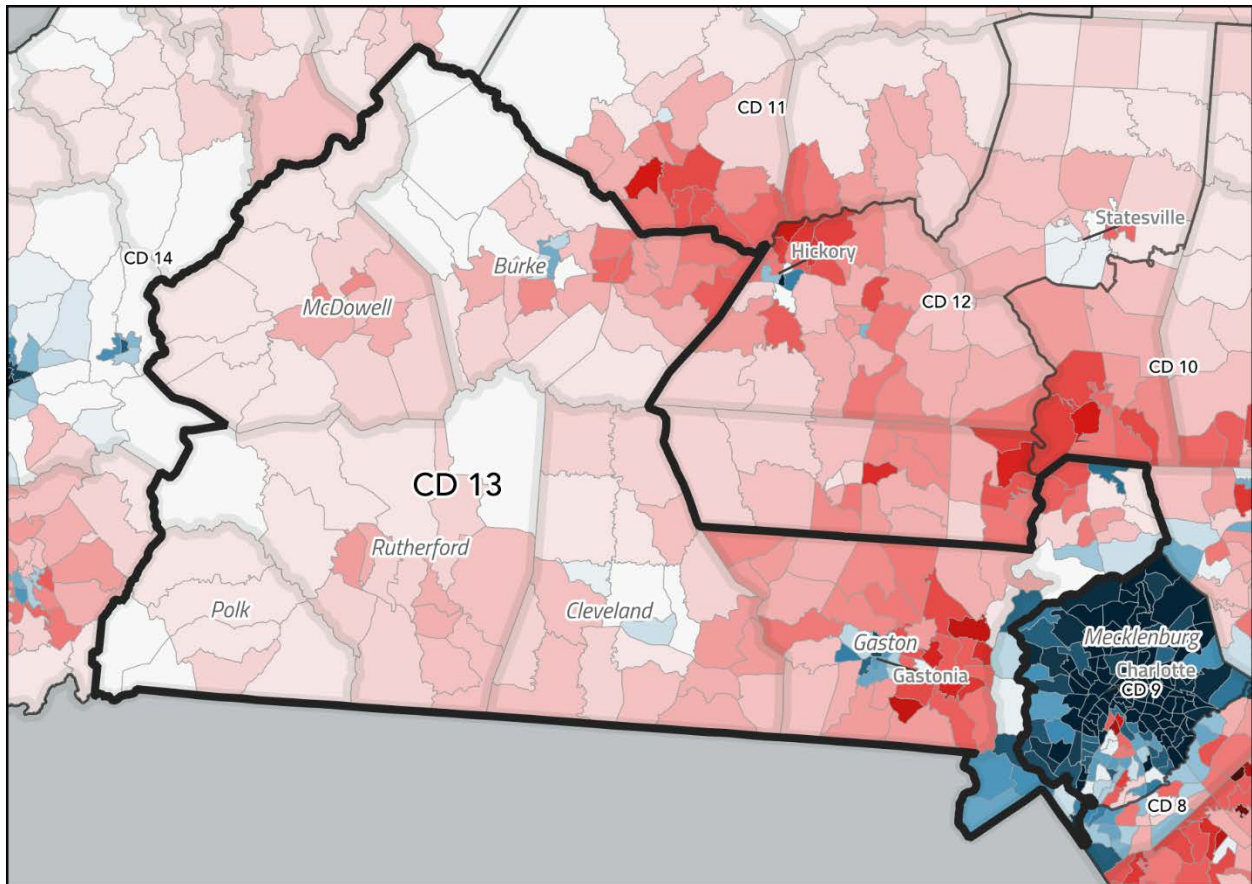 CD 11
Statesville
Hickory
CD 14
Burke
McDowell
CD 12
CD 10
CD 13
Rutherford
Polk
Cleveland
Gaston
Gastonia
Mecklenburg
Charlotte
CD 9
CD 8